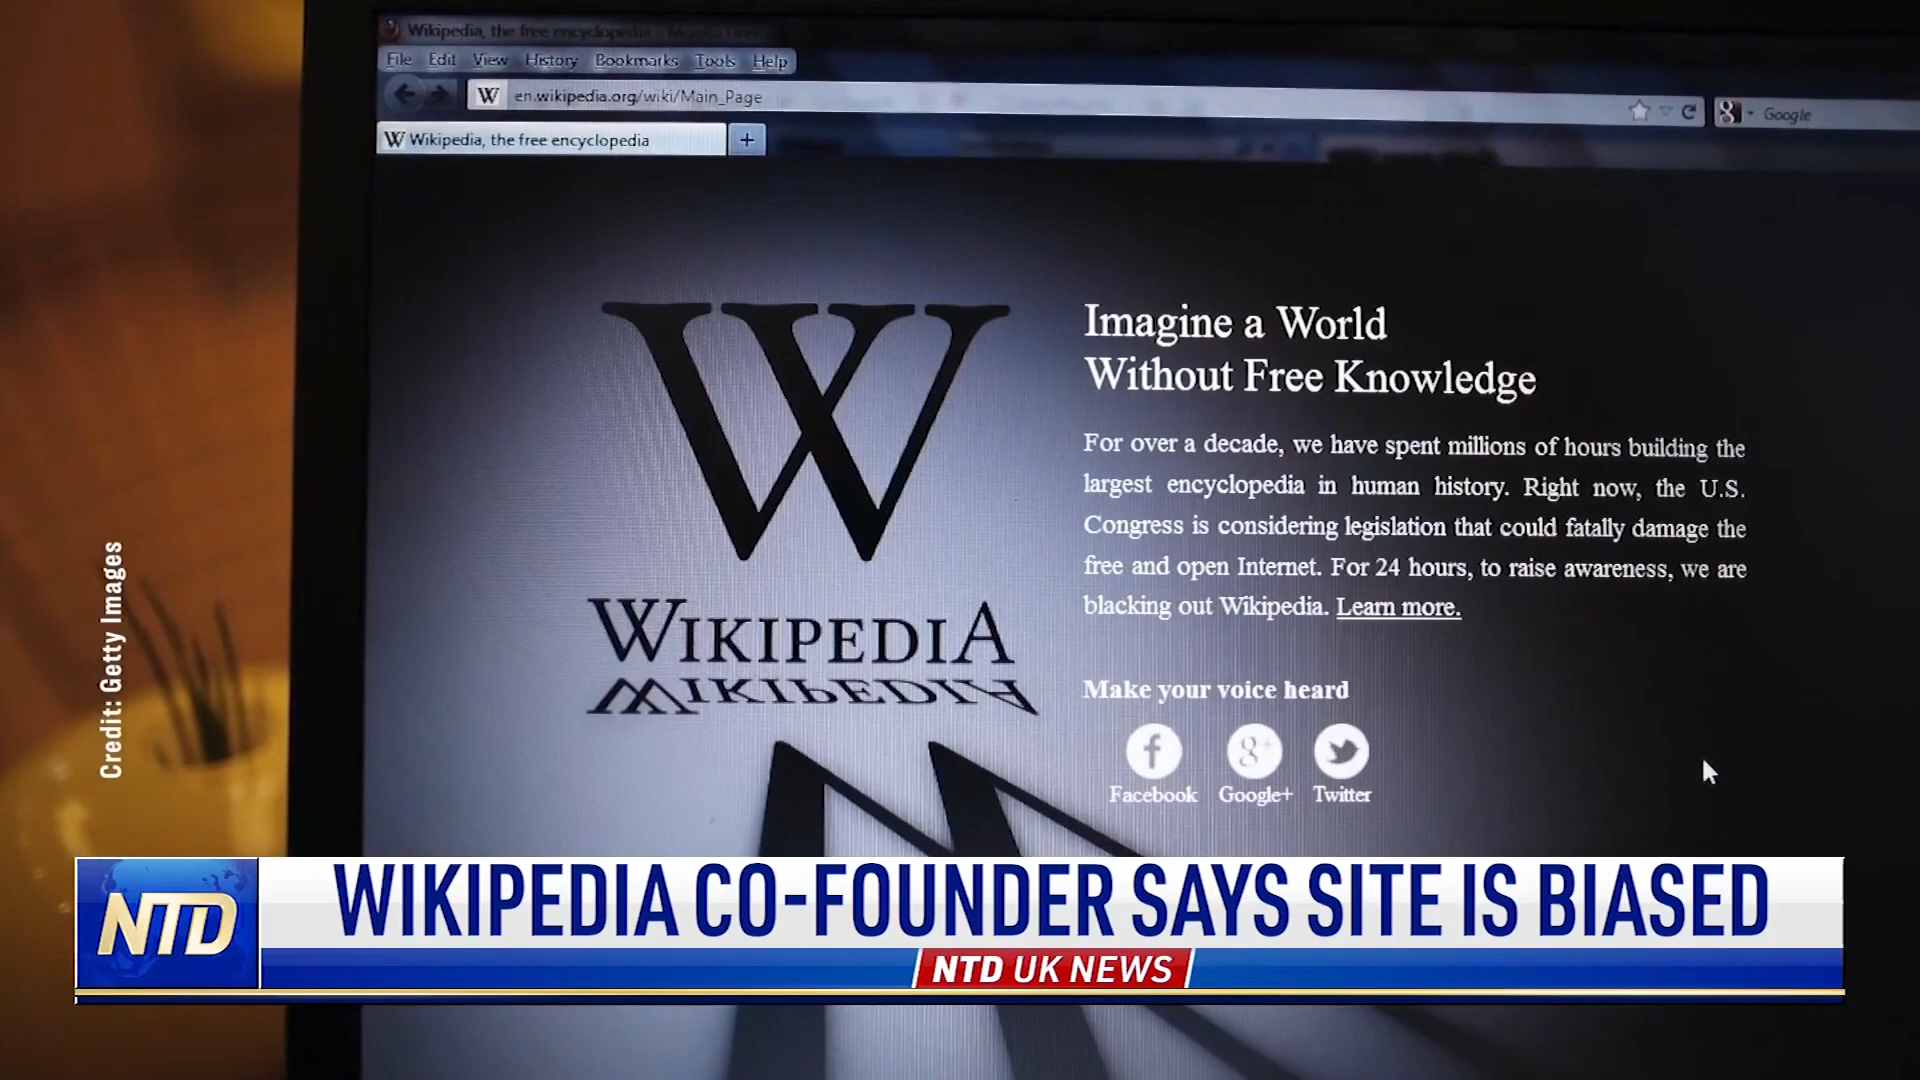 Wikipedia, the free encyclopedia - Mozilla Firefox
File Edit View History Bookmarks Tools Help
W en.wikipedia.org/wiki/Main_Page
Google
W Wikipedia, the free encyclopedia +
W
WIKIPEDIA
Imagine a World
Without Free Knowledge
For over a decade, we have spent millions of hours building the
largest encyclopedia in human history. Right now, the U.S.
Congress is considering legislation that could fatally damage the
free and open Internet. For 24 hours, to raise awareness, we are
blacking out Wikipedia. Learn more.
Make your voice heard
Facebook Google+ Twitter
Credit: Getty Images
NTD
WIKIPEDIA CO-FOUNDER SAYS SITE IS BIASED
NTD UK NEWS